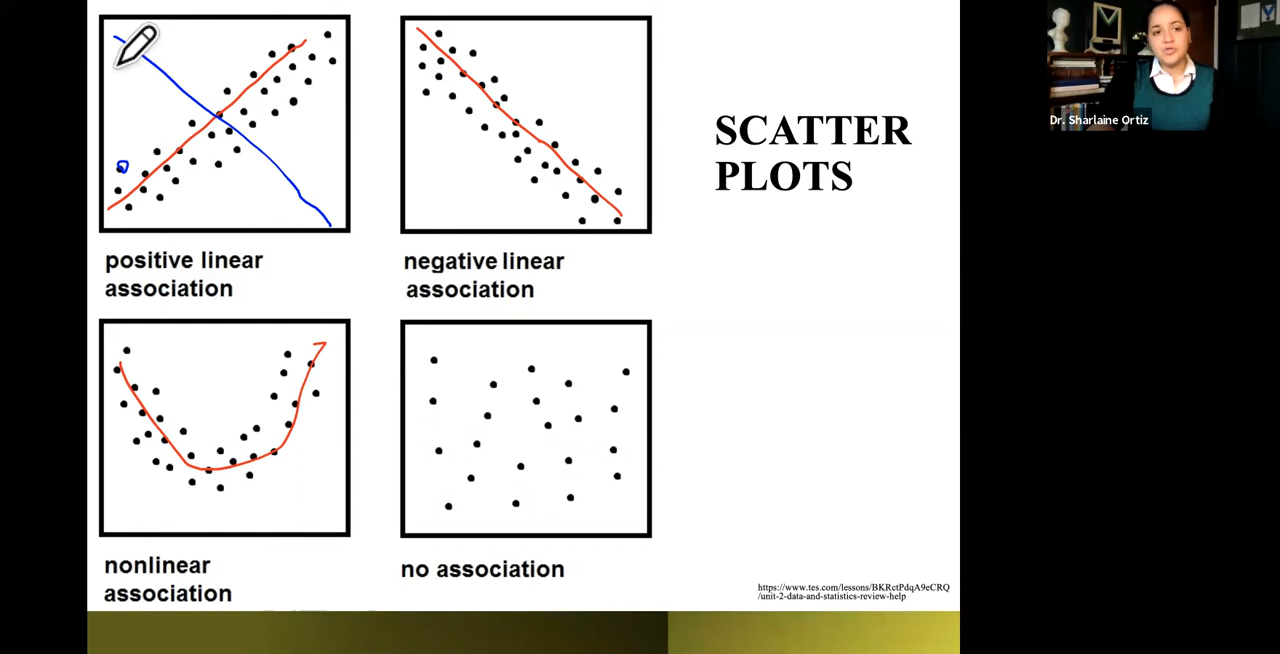 SCATTER
PLOTS
Dr. Sharlaine Ortiz
positive linear
association
negative linear
association
nonlinear
association
no association
https://www.tes.com/lessons/BKRctPdqA9eCRQ
/unit-2-data-and-statistics-review-help